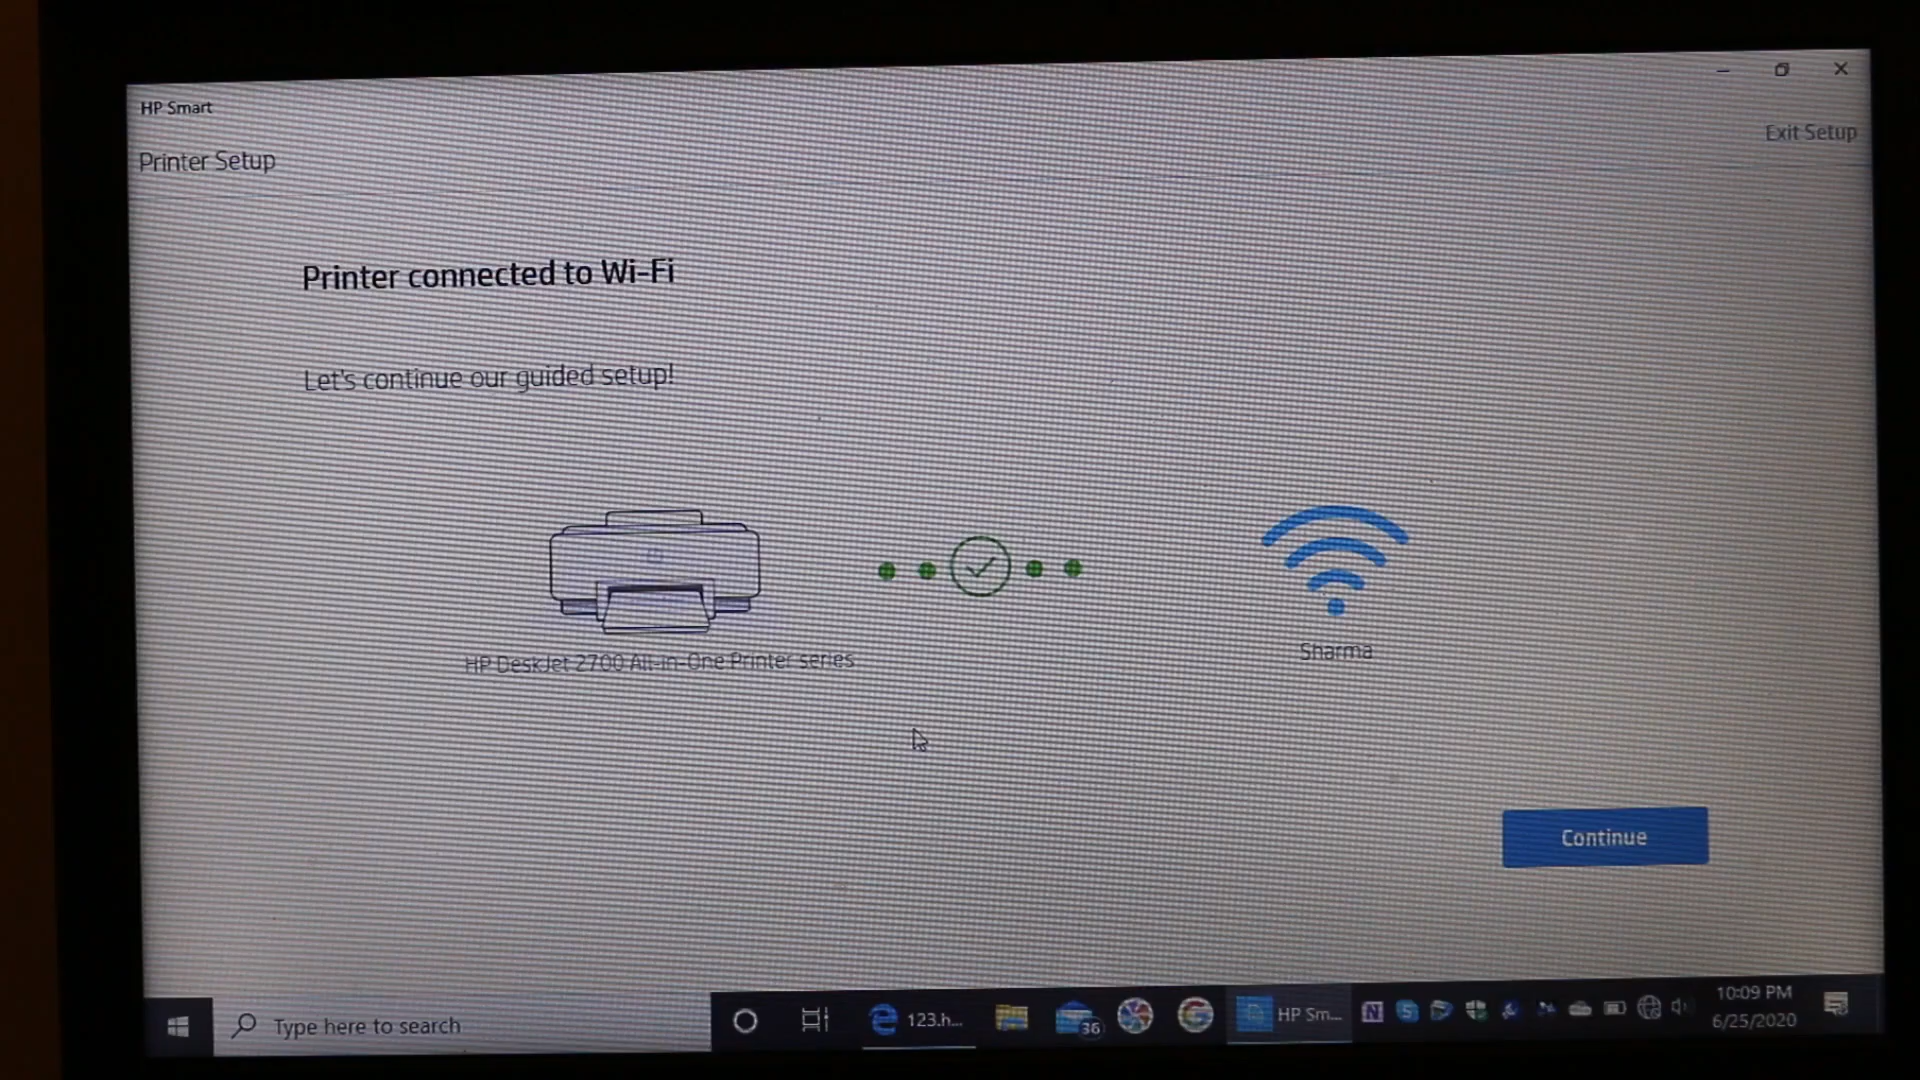 HP Smart
Exit Setup
Printer Setup
Printer connected to Wi-Fi
Let's continue our guided setup!
HP DeskJet 2700 All-in-One Printer series
Sharma
Continue
Type here to search
123.h...
36
HP Sm...
10:09 PM
6/25/2020